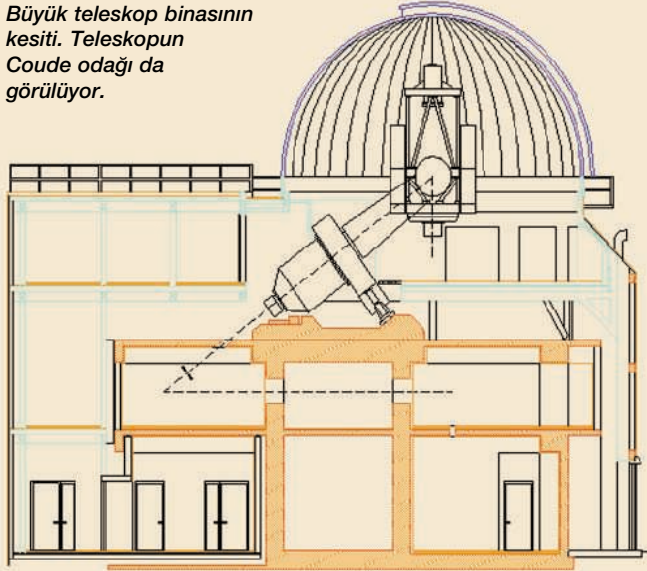 Büyük teleskop binasının
kesiti. Teleskopun
Coude odağı da
görülüyor.